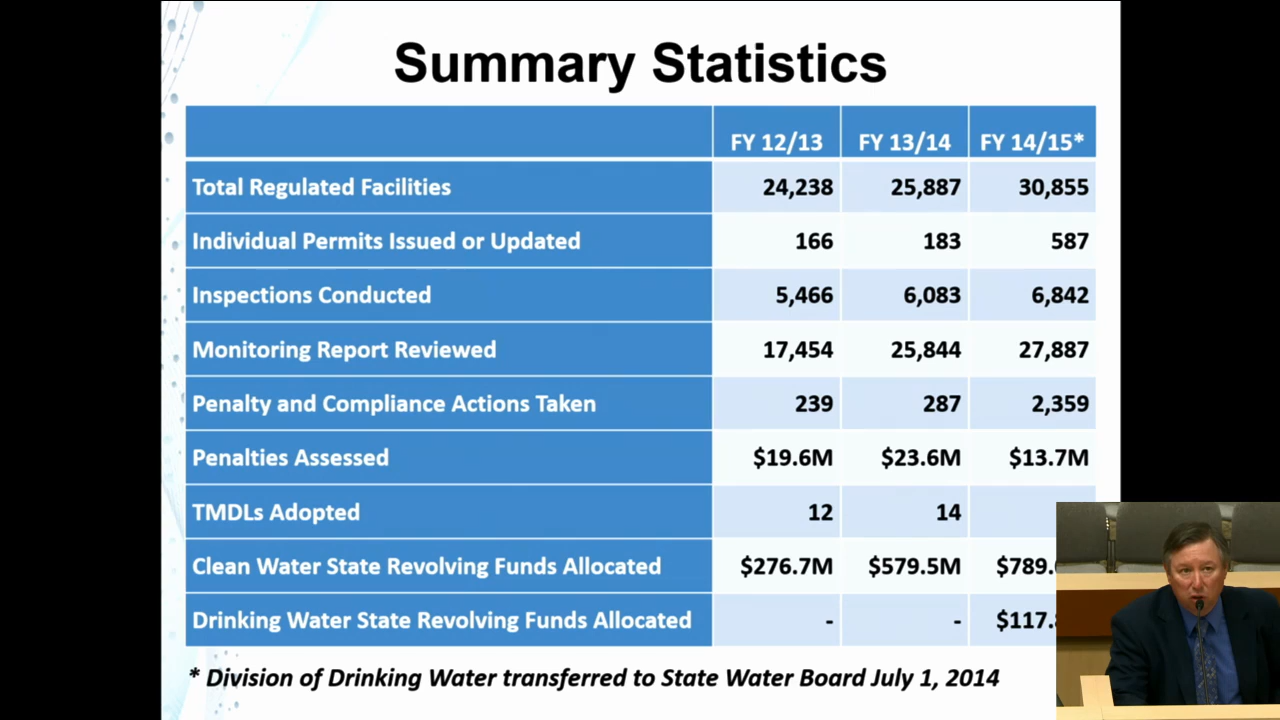 Summary Statistics
FY 12/13 FY 13/14 FY 14/15*
Total Regulated Facilities 24,238 25,887 30,855
Individual Permits Issued or Updated 166 183 587
Inspections Conducted 5,466 6,083 6,842
Monitoring Report Reviewed 17,454 25,844 27,887
Penalty and Compliance Actions Taken 239 287 2,359
Penalties Assessed $19.6M $23.6M $13.7M
TMDLs Adopted 12 14
Clean Water State Revolving Funds Allocated $276.7M $579.5M $789.
Drinking Water State Revolving Funds Allocated - - $117.
* Division of Drinking Water transferred to State Water Board July 1, 2014